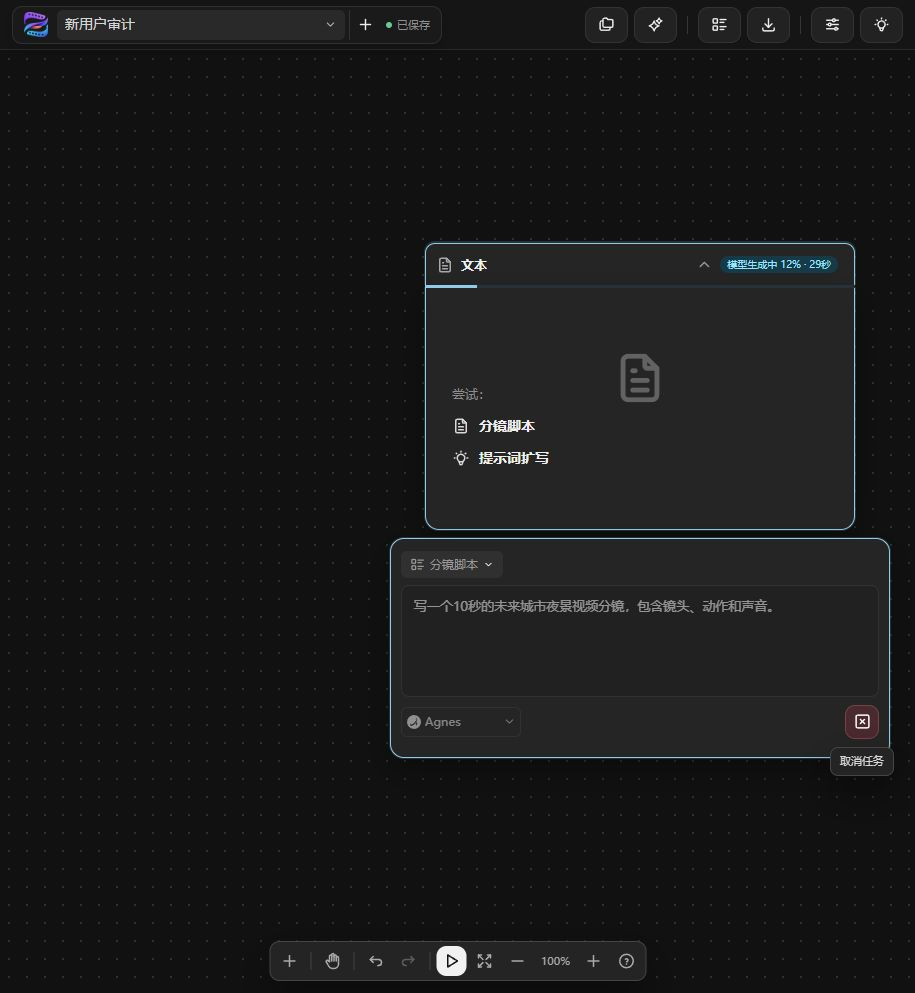 新用户审计
已保存
文本
模型生成中 12% · 29秒
尝试：
分镜脚本
提示词扩写
分镜脚本
写一个10秒的未来城市夜景视频分镜，包含镜头、动作和声音。
Agnes
取消任务
100%